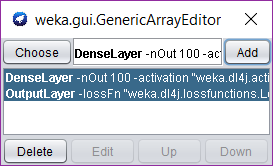 weka.gui.GenericArrayEditor
Choose DenseLayer -nOut 100 -act Add
DenseLayer -nOut 100 -activation "weka.dl4j.acti
OutputLayer -lossFn "weka.dl4j.lossfunctions.Lo
Delete Edit Up Down